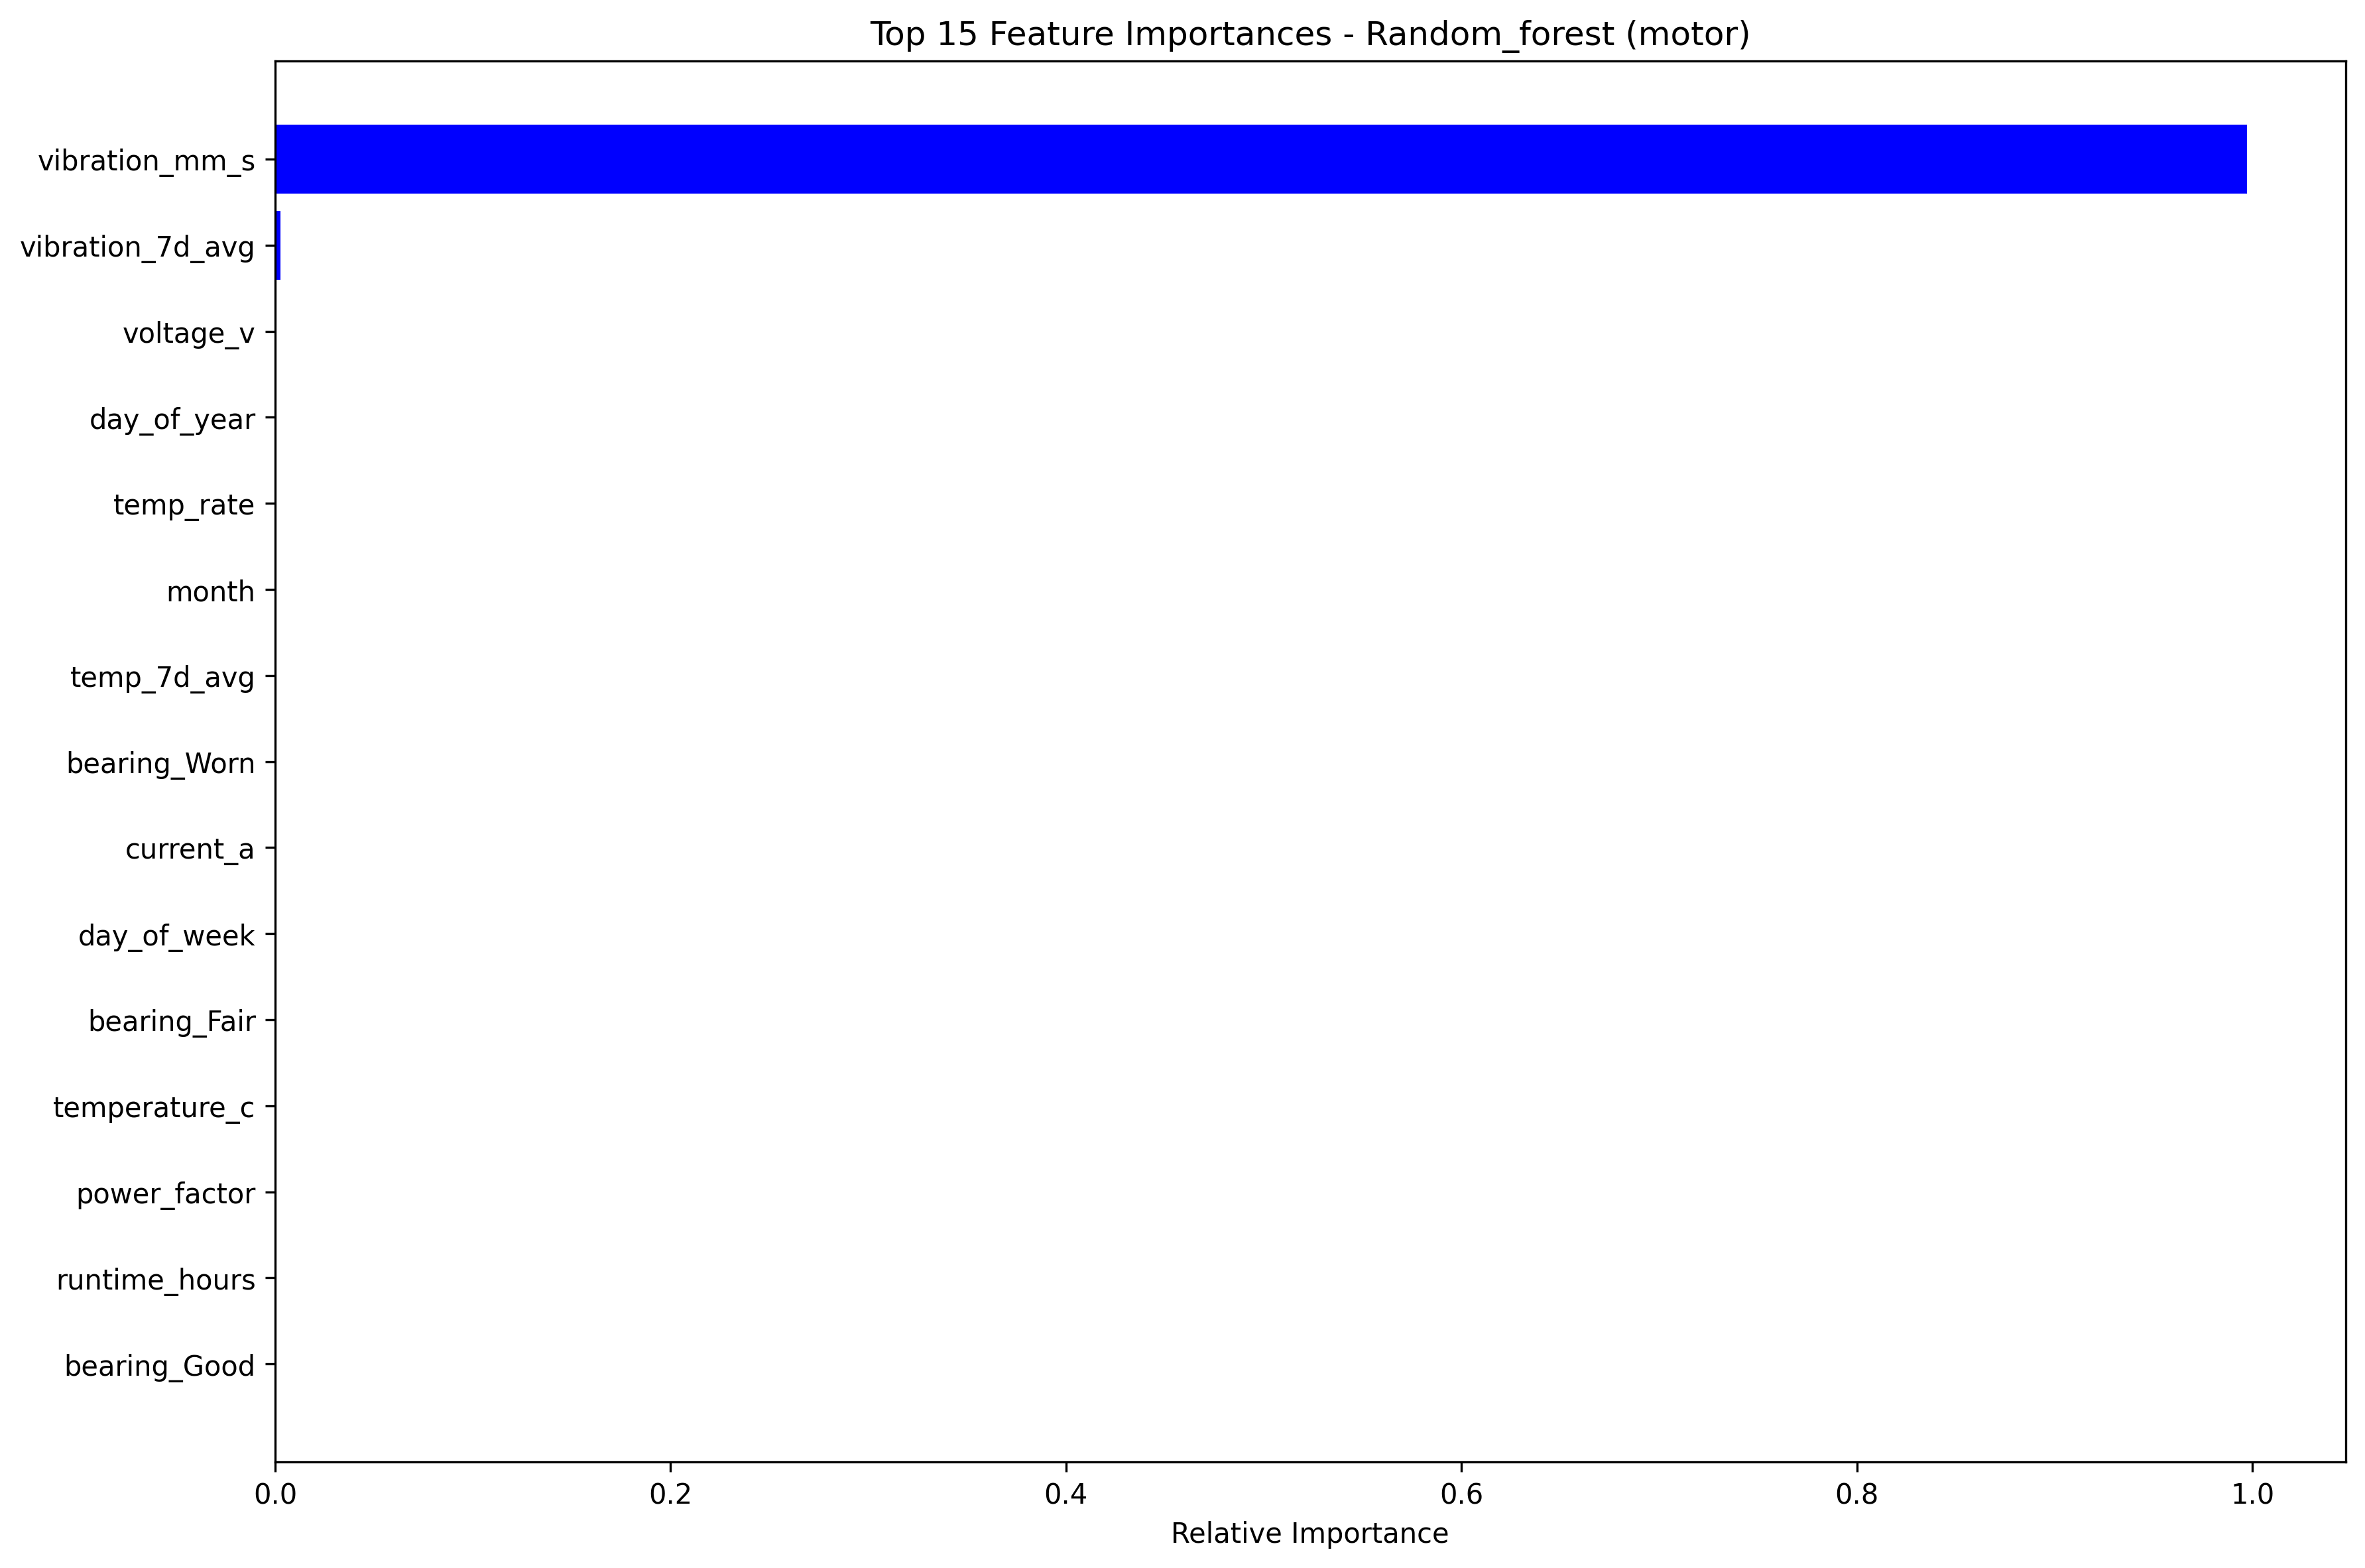 Top 15 Feature Importances - Random_forest (motor)
vibration_mm_s
vibration_7d_avg
voltage_v
day_of_year
temp_rate
month
temp_7d_avg
bearing_Worn
current_a
day_of_week
bearing_Fair
temperature_c
power_factor
runtime_hours
bearing_Good
0.0 0.2 0.4 0.6 0.8 1.0
Relative Importance